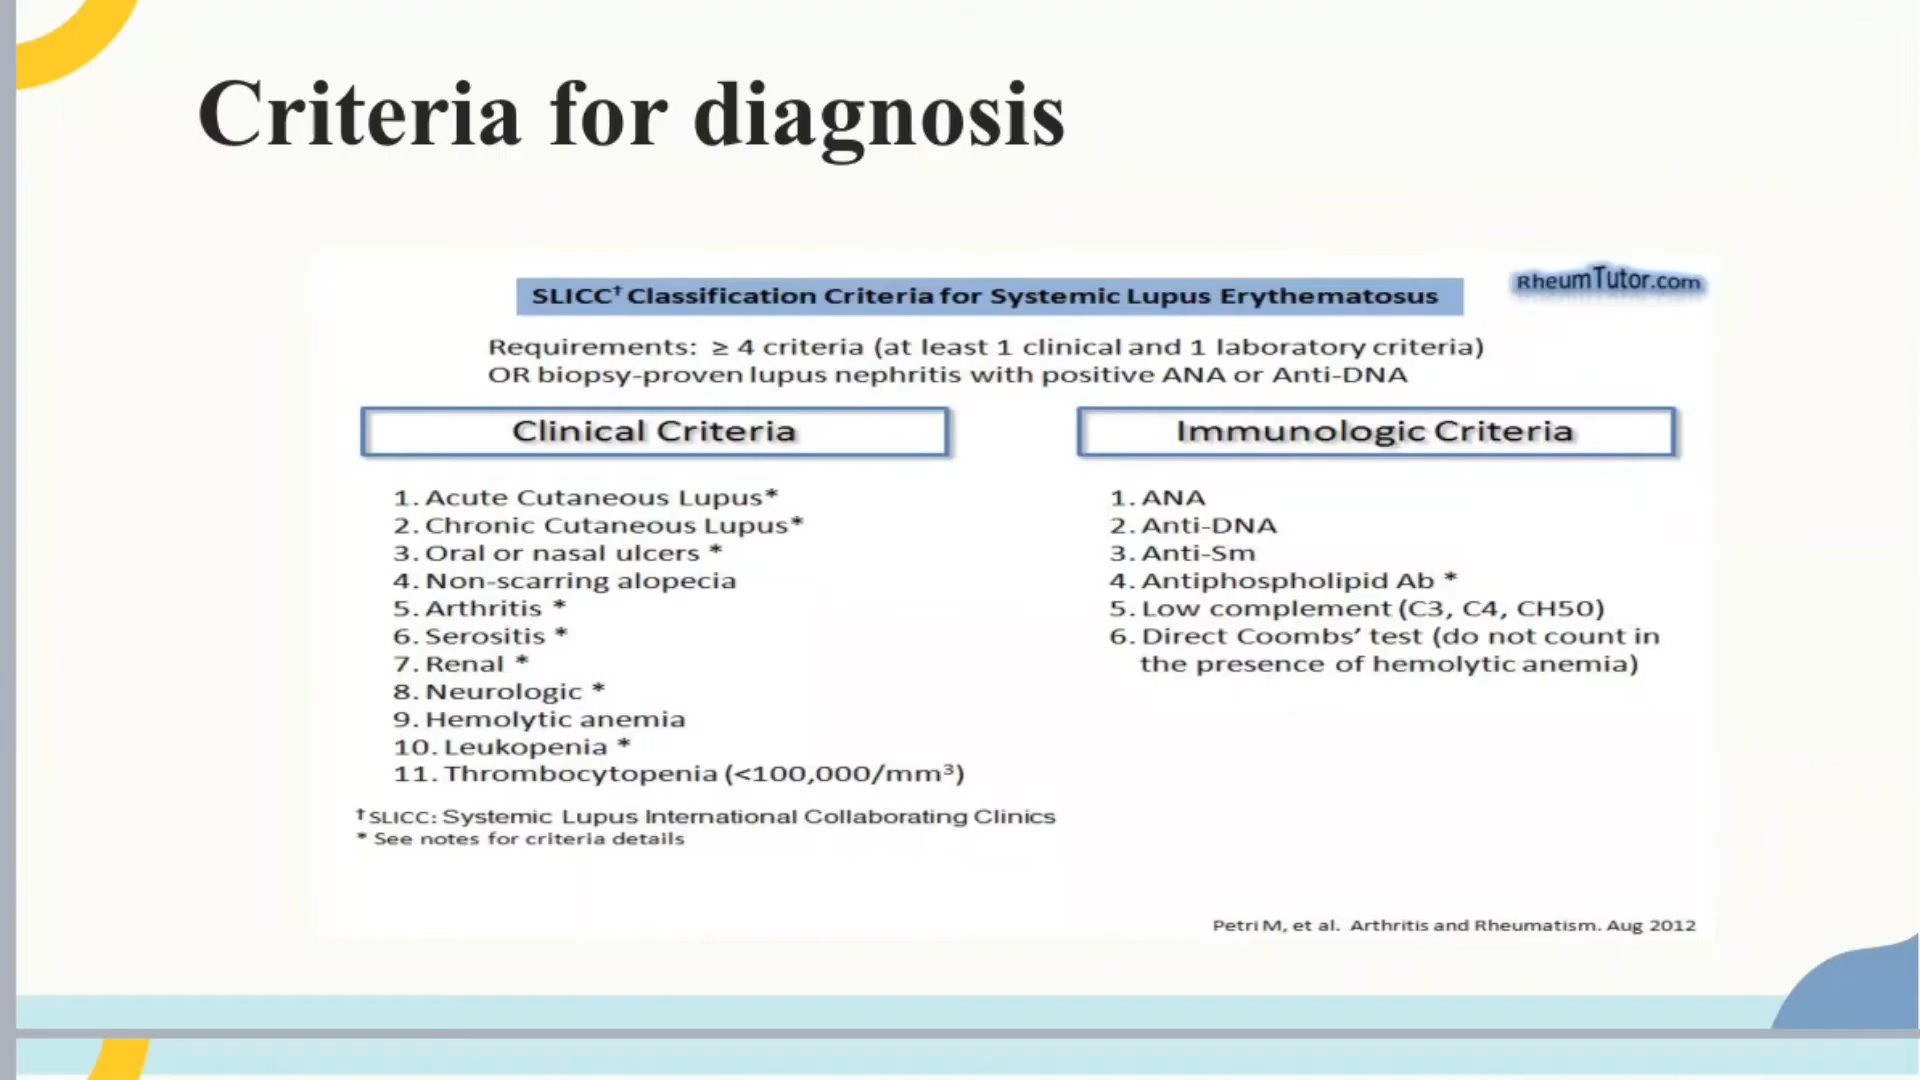 Criteria for diagnosis
RheumTutor.com
SLICC† Classification Criteria for Systemic Lupus Erythematosus
Requirements: ≥ 4 criteria (at least 1 clinical and 1 laboratory criteria)
OR biopsy-proven lupus nephritis with positive ANA or Anti-DNA
Clinical Criteria
1. Acute Cutaneous Lupus*
2. Chronic Cutaneous Lupus*
3. Oral or nasal ulcers *
4. Non-scarring alopecia
5. Arthritis *
6. Serositis *
7. Renal *
8. Neurologic *
9. Hemolytic anemia
10. Leukopenia *
11. Thrombocytopenia (<100,000/mm³)
Immunologic Criteria
1. ANA
2. Anti-DNA
3. Anti-Sm
4. Antiphospholipid Ab *
5. Low complement (C3, C4, CH50)
6. Direct Coombs’ test (do not count in
the presence of hemolytic anemia)
† SLICC: Systemic Lupus International Collaborating Clinics
* See notes for criteria details
Petri M, et al. Arthritis and Rheumatism. Aug 2012